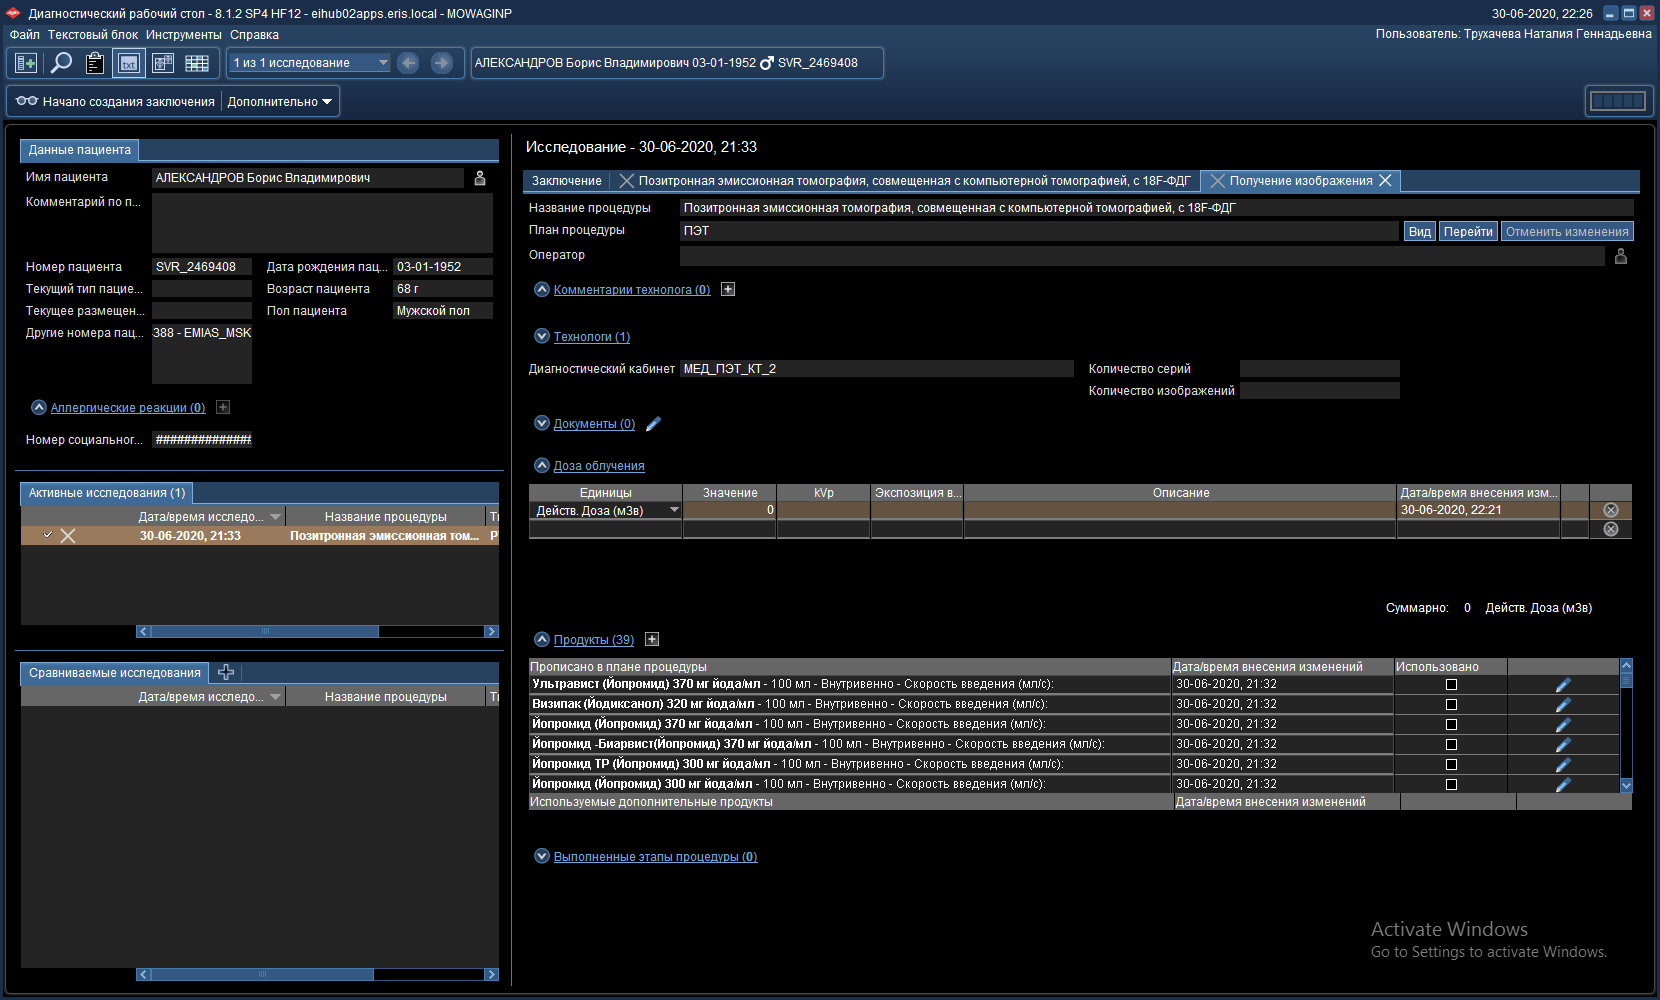 Диагностический рабочий стол - 8.1.2 SP4 HF12 - eihub02apps.eris.local - MOWAGINP
30-06-2020, 22:26
Файл Текстовый блок Инструменты Справка
Пользователь: Трухачева Наталия Геннадьевна
txt
1 из 1 исследование
АЛЕКСАНДРОВ Борис Владимирович 03-01-1952 SVR_2469408
Начало создания заключения
Дополнительно
Данные пациента
Имя пациента АЛЕКСАНДРОВ Борис Владимирович
Комментарий по п...
Номер пациента SVR_2469408 Дата рождения пац... 03-01-1952
Текущий тип пацие... Возраст пациента 68 г
Текущее размещен... Пол пациента Мужской пол
Другие номера пац... 388 - EMIAS_MSK
Аллергические реакции (0)
Номер социальног... ##############
Активные исследования (1)
Дата/время исследо... Название процедуры
30-06-2020, 21:33 Позитронная эмиссионная том...
Сравниваемые исследования
Дата/время исследо... Название процедуры
Исследование - 30-06-2020, 21:33
Заключение Позитронная эмиссионная томография, совмещенная с компьютерной томографией, с 18F-ФДГ Получение изображения
Название процедуры Позитронная эмиссионная томография, совмещенная с компьютерной томографией, с 18F-ФДГ
План процедуры ПЭТ Вид Перейти Отменить изменения
Оператор
Комментарии технолога (0)
Технологи (1)
Диагностический кабинет МЕД_ПЭТ_КТ_2 Количество серий
Количество изображений
Документы (0)
Доза облучения
Единицы Значение kVp Экспозиция в... Описание Дата/время внесения изм...
Действ. Доза (мЗв) 0 30-06-2020, 22:21
Суммарно: 0 Действ. Доза (мЗв)
Продукты (39)
Прописано в плане процедуры Дата/время внесения изменений Использовано
Ультравист (Йопромид) 370 мг йода/мл - 100 мл - Внутривенно - Скорость введения (мл/с): 30-06-2020, 21:32
Визипак (Йодиксанол) 320 мг йода/мл - 100 мл - Внутривенно - Скорость введения (мл/с): 30-06-2020, 21:32
Йопромид (Йопромид) 370 мг йода/мл - 100 мл - Внутривенно - Скорость введения (мл/с): 30-06-2020, 21:32
Йопромид -Биарвист(Йопромид) 370 мг йода/мл - 100 мл - Внутривенно - Скорость введения (мл/с): 30-06-2020, 21:32
Йопромид ТР (Йопромид) 300 мг йода/мл - 100 мл - Внутривенно - Скорость введения (мл/с): 30-06-2020, 21:32
Йопромид (Йопромид) 300 мг йода/мл - 100 мл - Внутривенно - Скорость введения (мл/с): 30-06-2020, 21:32
Используемые дополнительные продукты Дата/время внесения изменений
Выполненные этапы процедуры (0)
Activate Windows
Go to Settings to activate Windows.